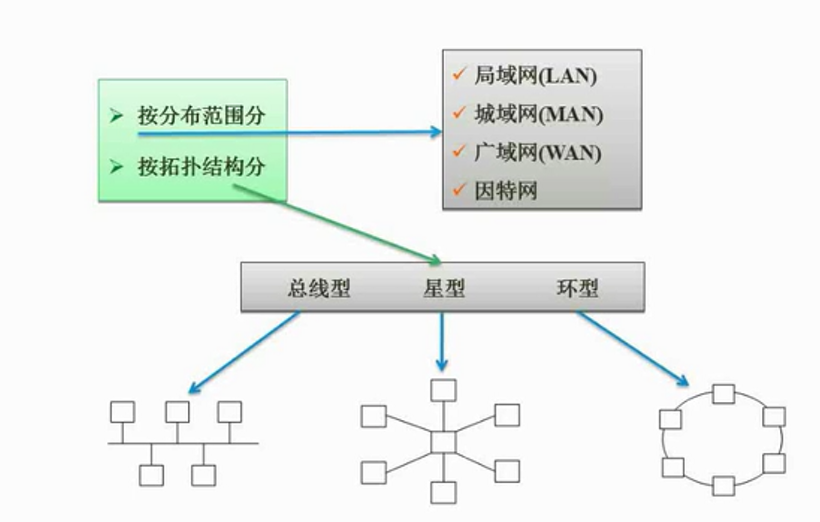 按分布范围分
按拓扑结构分
局域网(LAN)
城域网(MAN)
广域网(WAN)
因特网
总线型 星型 环型